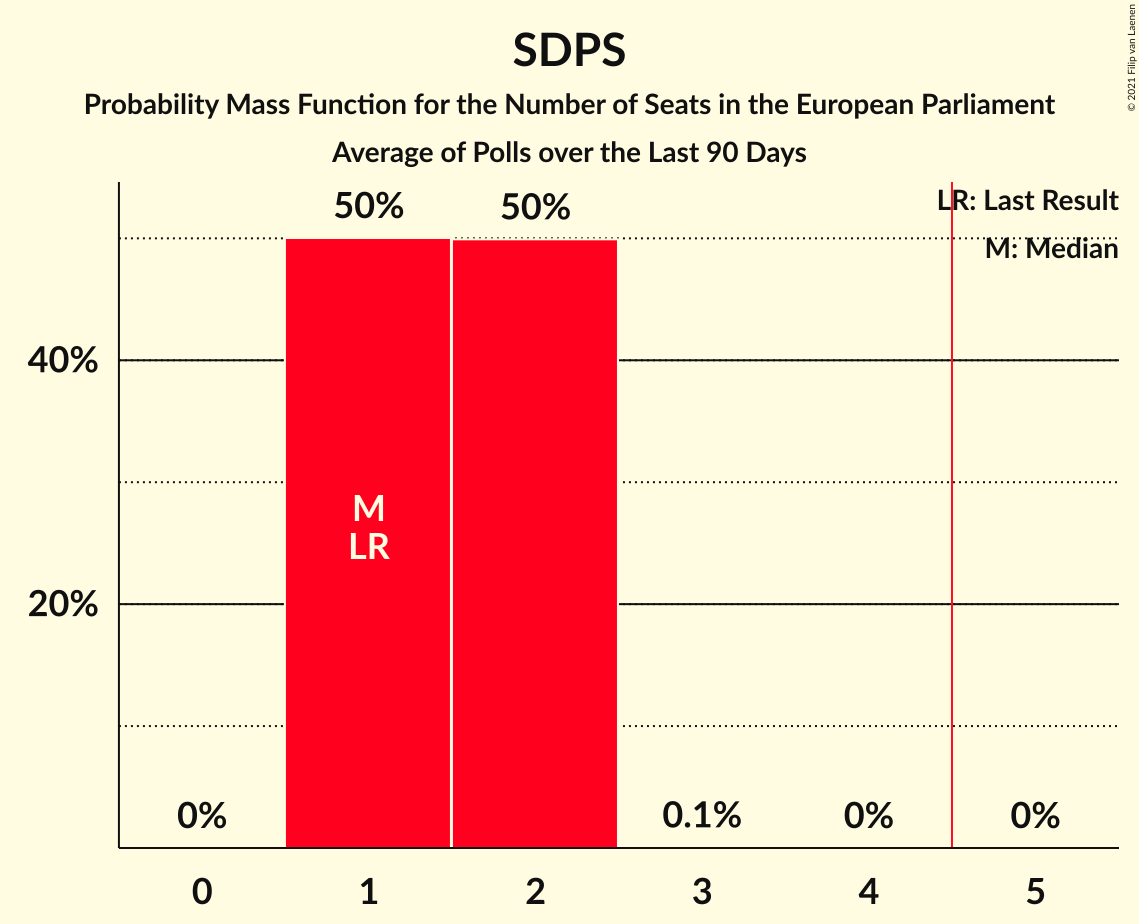 SDPS
Probability Mass Function for the Number of Seats in the European Parliament
Average of Polls over the Last 90 Days
© 2021 Filip van Laenen
LR: Last Result
M: Median
50%
50%
40%
M
LR
20%
0%
0.1%
0%
0%
0
1
2
3
4
5